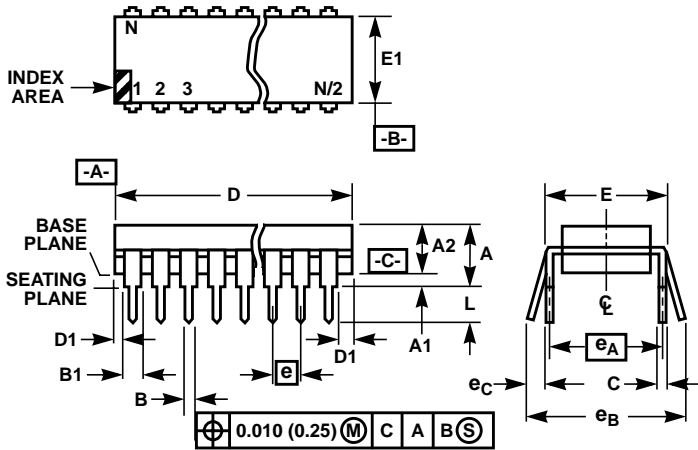 N
E1
INDEX
AREA
1 2 3 N/2
-B-
-A-
D
E
BASE
PLANE
A2
A
-C-
SEATING
PLANE
L
D1
A1
D1
e
eA
B1
eC
C
B
eB
0.010 (0.25) M C A B S